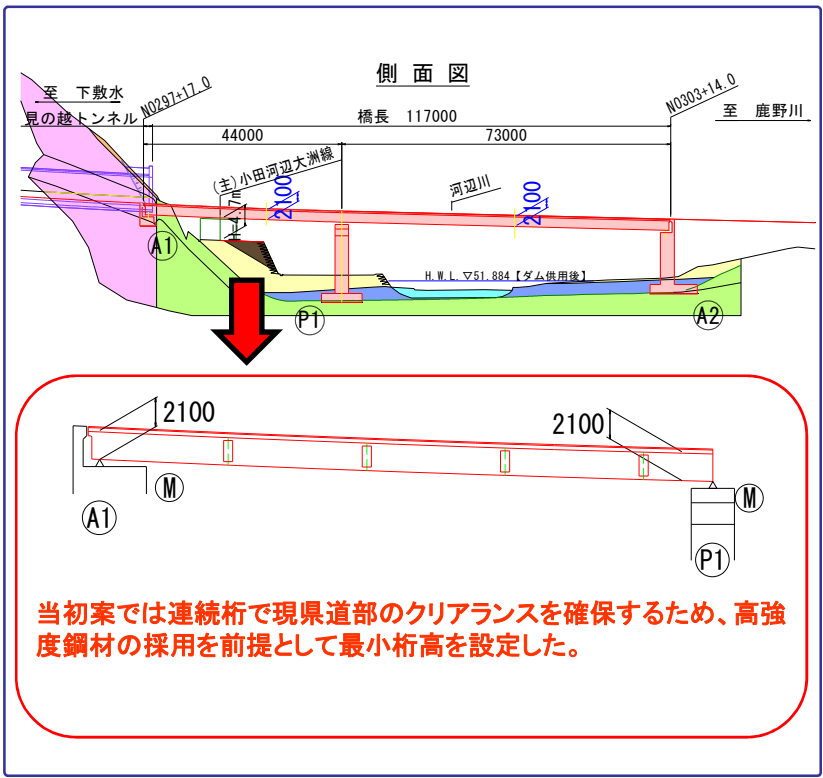 側面図
至 下敷水
NO297+17.0
NO303+14.0
至 鹿野川
見の越トンネル
橋長 117000
44000
73000
(主)小田河辺大洲線
河辺川
2100
2100
A1
H.W.L.▽51.884【ダム供用後】
P1
A2
2100
2100
M
M
A1
P1
当初案では連続桁で現県道部のクリアランスを確保するため、高強
度鋼材の採用を前提として最小桁高を設定した。